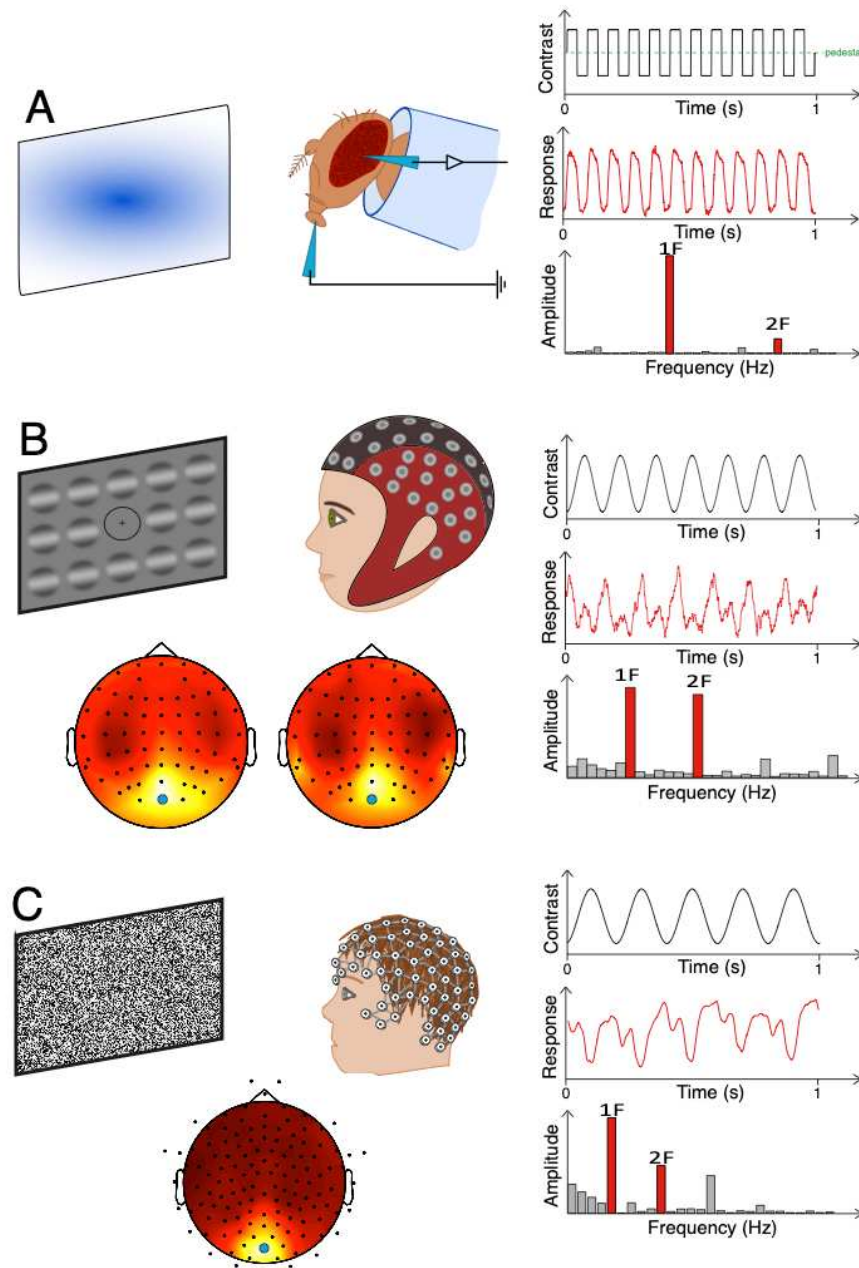 A
Contrast
pedesta
0
Time (s)
1
Response
0
Time (s)
1
Amplitude
1F
2F
Frequency (Hz)
B
Contrast
0
Time (s)
1
Response
0
Time (s)
1
Amplitude
1F
2F
Frequency (Hz)
C
Contrast
0
Time (s)
1
Response
0
Time (s)
1
Amplitude
1F
2F
Frequency (Hz)